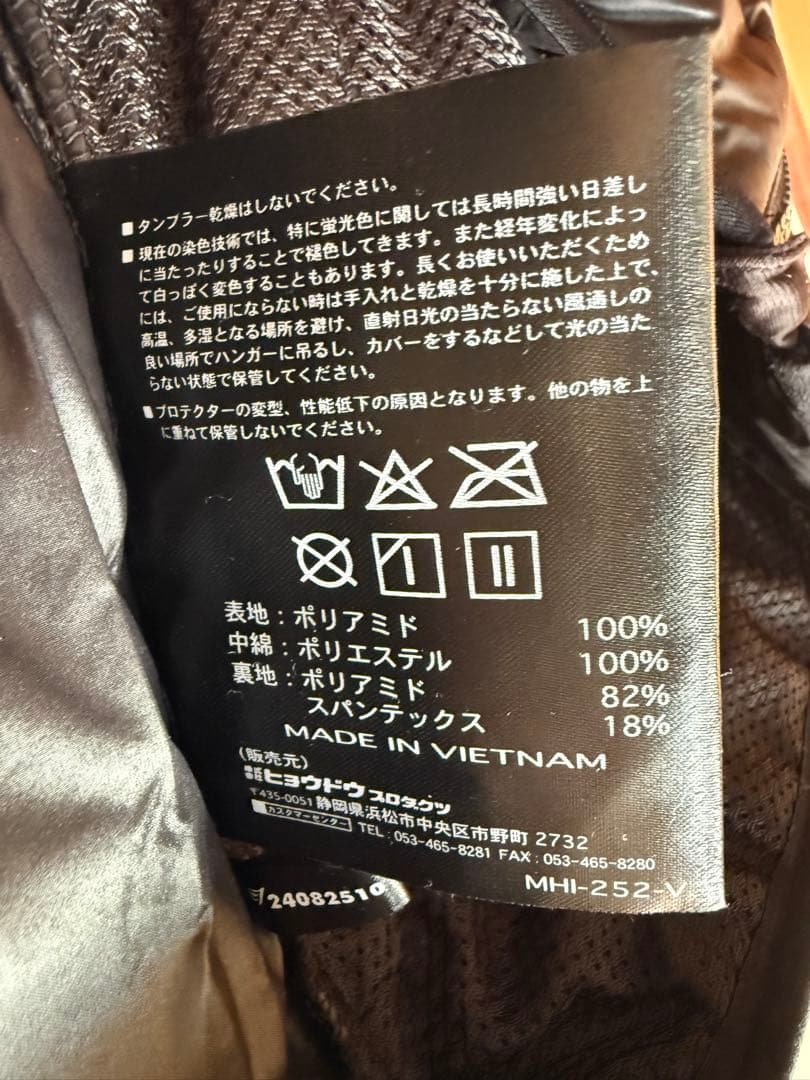 ■ タンブラー乾燥はしないでください。
■ 現在の染色技術では、特に蛍光色に関しては長時間強い日差し
に当たったりすることで褪色してきます。また経年変化によっ
て白っぽく変色することもあります。長くお使いいただくため
には、ご使用にならない時は手入れと乾燥を十分に施した上で、
高温、多湿となる場所を避け、直射日光の当たらない風通しの
良い場所でハンガーに吊るし、カバーをするなどして光の当た
らない状態で保管してください。
■ プロテクターの変型、性能低下の原因となります。他の物を上
に重ねて保管しないでください。
表地：ポリアミド 100%
中綿：ポリエステル 100%
裏地：ポリアミド 82%
スパンテックス 18%
MADE IN VIETNAM
(販売元)
株式会社ヒョウドウプロダクツ
〒435-0051 静岡県浜松市中央区市野町 2732
カスタマーセンター TEL : 053-465-8281 FAX : 053-465-8280
MHI-252-V
24082510